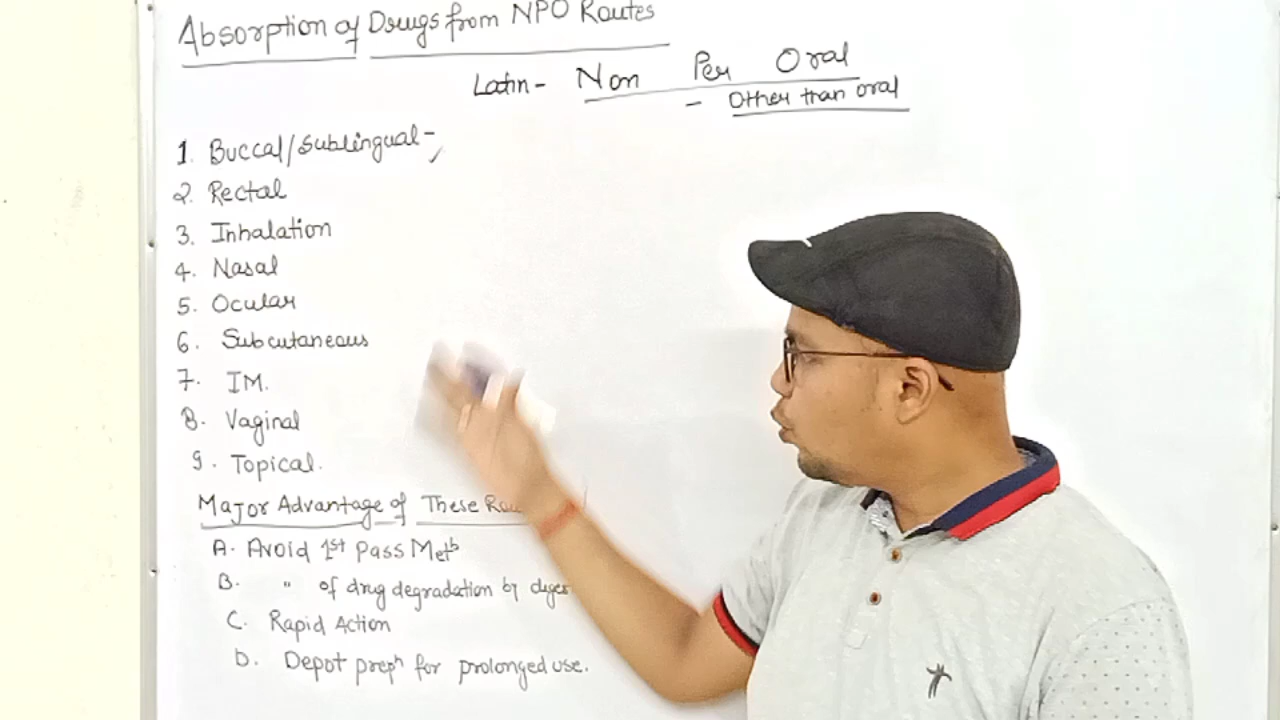 Absorption of Drugs from NPO Routes
Latin - Non Per Oral
- Other than oral
1. Buccal/Sublingual -,
2. Rectal
3. Inhalation
4. Nasal
5. Ocular
6. Subcutaneous
7. IM.
8. Vaginal
9. Topical.
Major Advantage of These
A. Avoid 1st Pass Metb
B. " of drug degradation by
C. Rapid Action
D. Depot prepn for prolonged use.